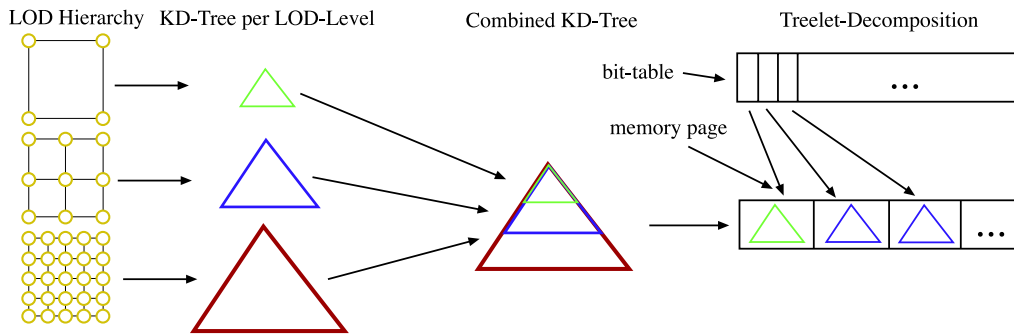 LOD Hierarchy
KD-Tree per LOD-Level
Combined KD-Tree
Treelet-Decomposition
bit-table
...
memory page
...